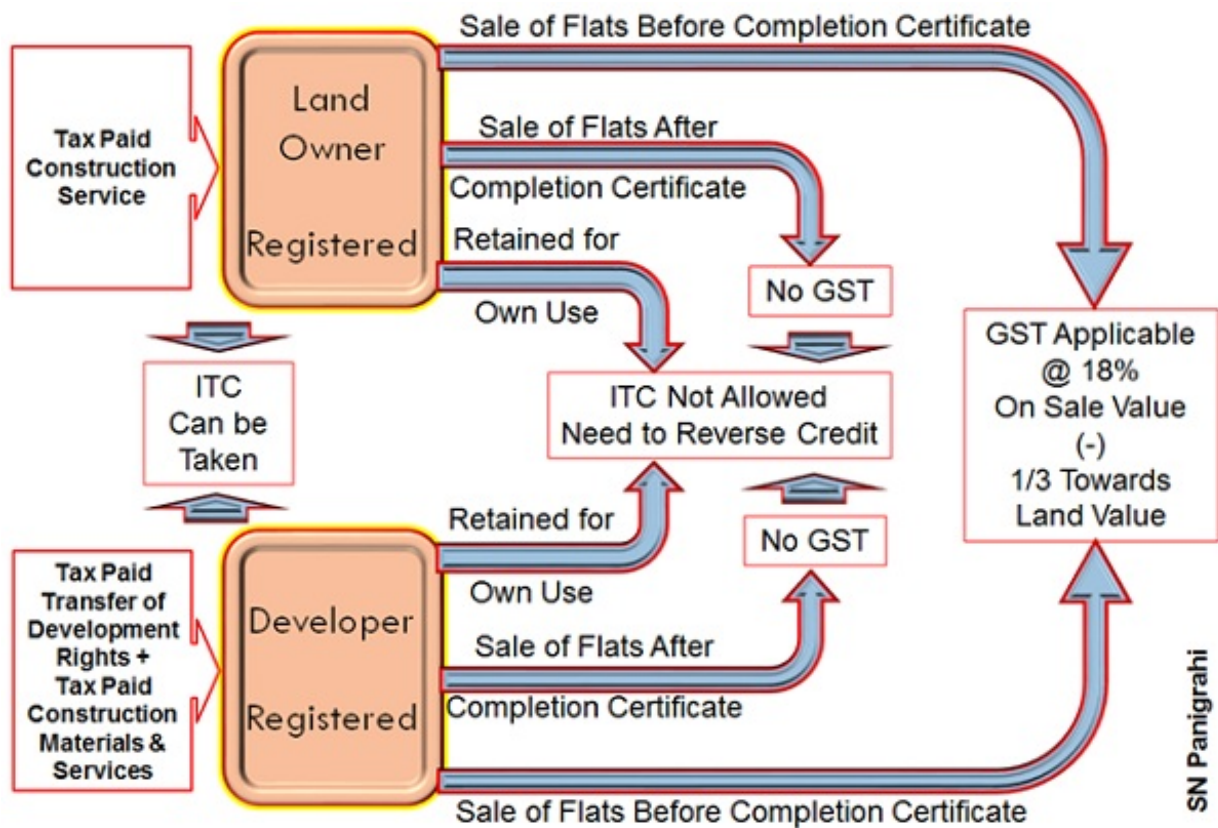 Sale of Flats Before Completion Certificate
Tax Paid
Construction
Service
Land
Owner
Registered
Sale of Flats After
Completion Certificate
Retained for
Own Use
No GST
ITC
Can be
Taken
ITC Not Allowed
Need to Reverse Credit
GST Applicable
@ 18%
On Sale Value
(-)
1/3 Towards
Land Value
Tax Paid
Transfer of
Development
Rights +
Tax Paid
Construction
Materials &
Services
Developer
Registered
Retained for
Own Use
No GST
Sale of Flats After
Completion Certificate
Sale of Flats Before Completion Certificate
SN Panigrahi